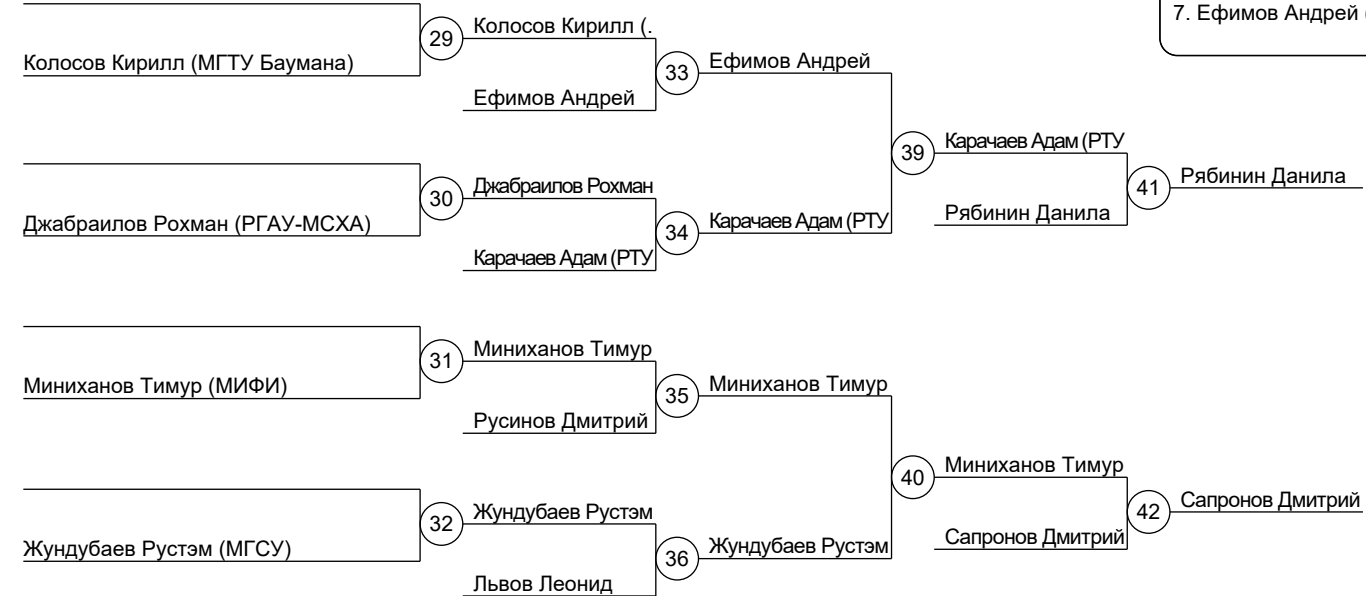 7. Ефимов Андрей (
29
Колосов Кирилл (.
Колосов Кирилл (МГТУ Баумана)
33
Ефимов Андрей
Ефимов Андрей
39
Карачаев Адам (РТУ
30
Джабраилов Рохман
Джабраилов Рохман (РГАУ-МСХА)
34
Карачаев Адам (РТУ
Карачаев Адам (РТУ
41
Рябинин Данила
Рябинин Данила
31
Миниханов Тимур
Миниханов Тимур (МИФИ)
35
Миниханов Тимур
Русинов Дмитрий
40
Миниханов Тимур
32
Жундубаев Рустэм
Жундубаев Рустэм (МГСУ)
36
Жундубаев Рустэм
Львов Леонид
42
Сапронов Дмитрий
Сапронов Дмитрий